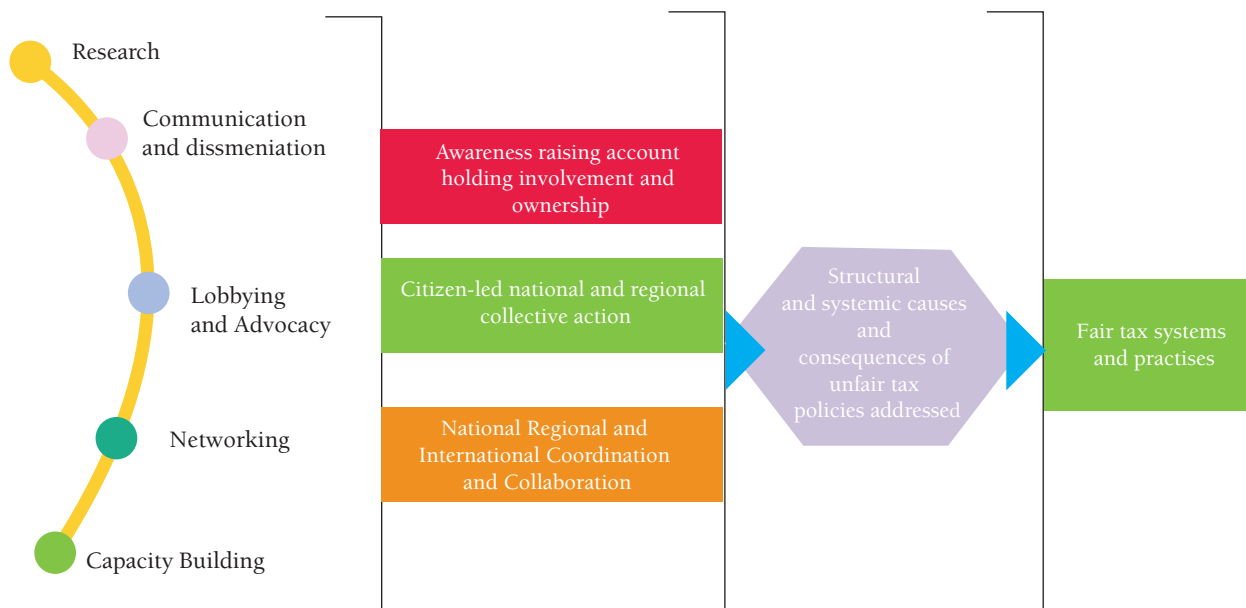 Research
Communication
and dissmeniation
Lobbying
and Advocacy
Networking
Capacity Building
Awareness raising account
holding involvement and
ownership
Citizen-led national and regional
collective action
National Regional and
International Coordination
and Collaboration
Structural
and systemic causes
and
consequences of
unfair tax
policies addressed
Fair tax systems
and practises